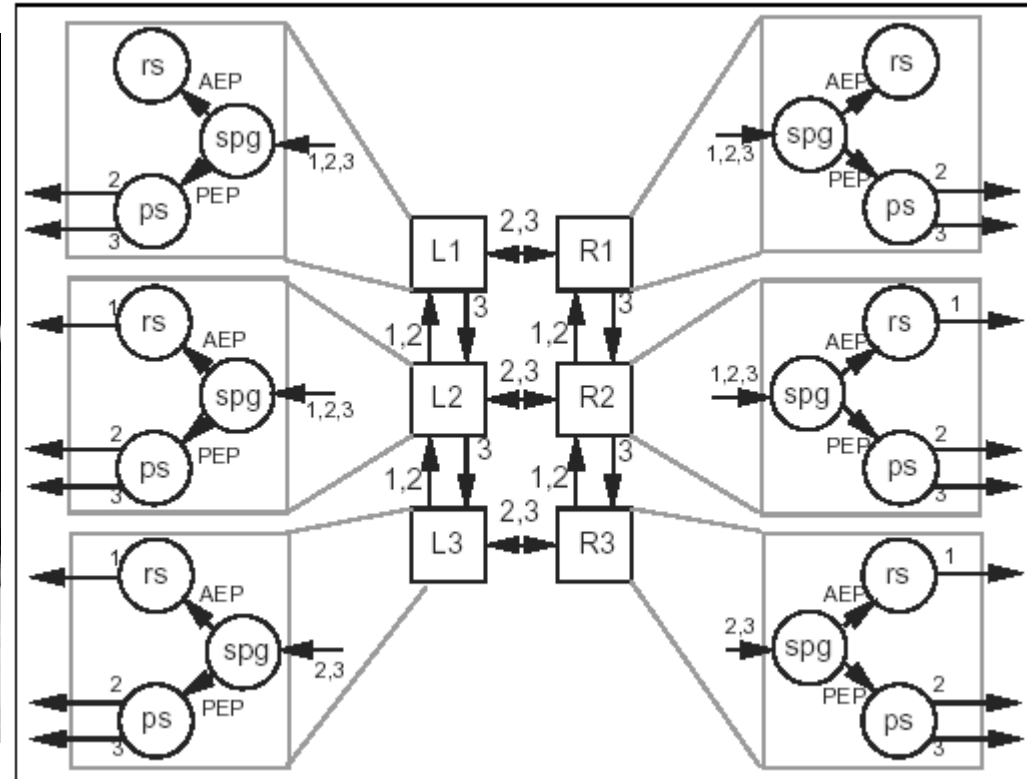 rs
AEP
spg
1,2,3
2
PEP
ps
3
rs
AEP
spg
1,2,3
PEP
2
ps
3
L1
2,3
R1
3
3
1,2
1,2
L2
2,3
R2
3
3
1,2
1,2
L3
2,3
R3
1
rs
AEP
spg
1,2,3
2
PEP
ps
3
rs
1
AEP
1,2,3
spg
PEP
2
ps
3
1
rs
AEP
spg
2,3
2
PEP
ps
3
rs
1
AEP
2,3
spg
PEP
2
ps
3